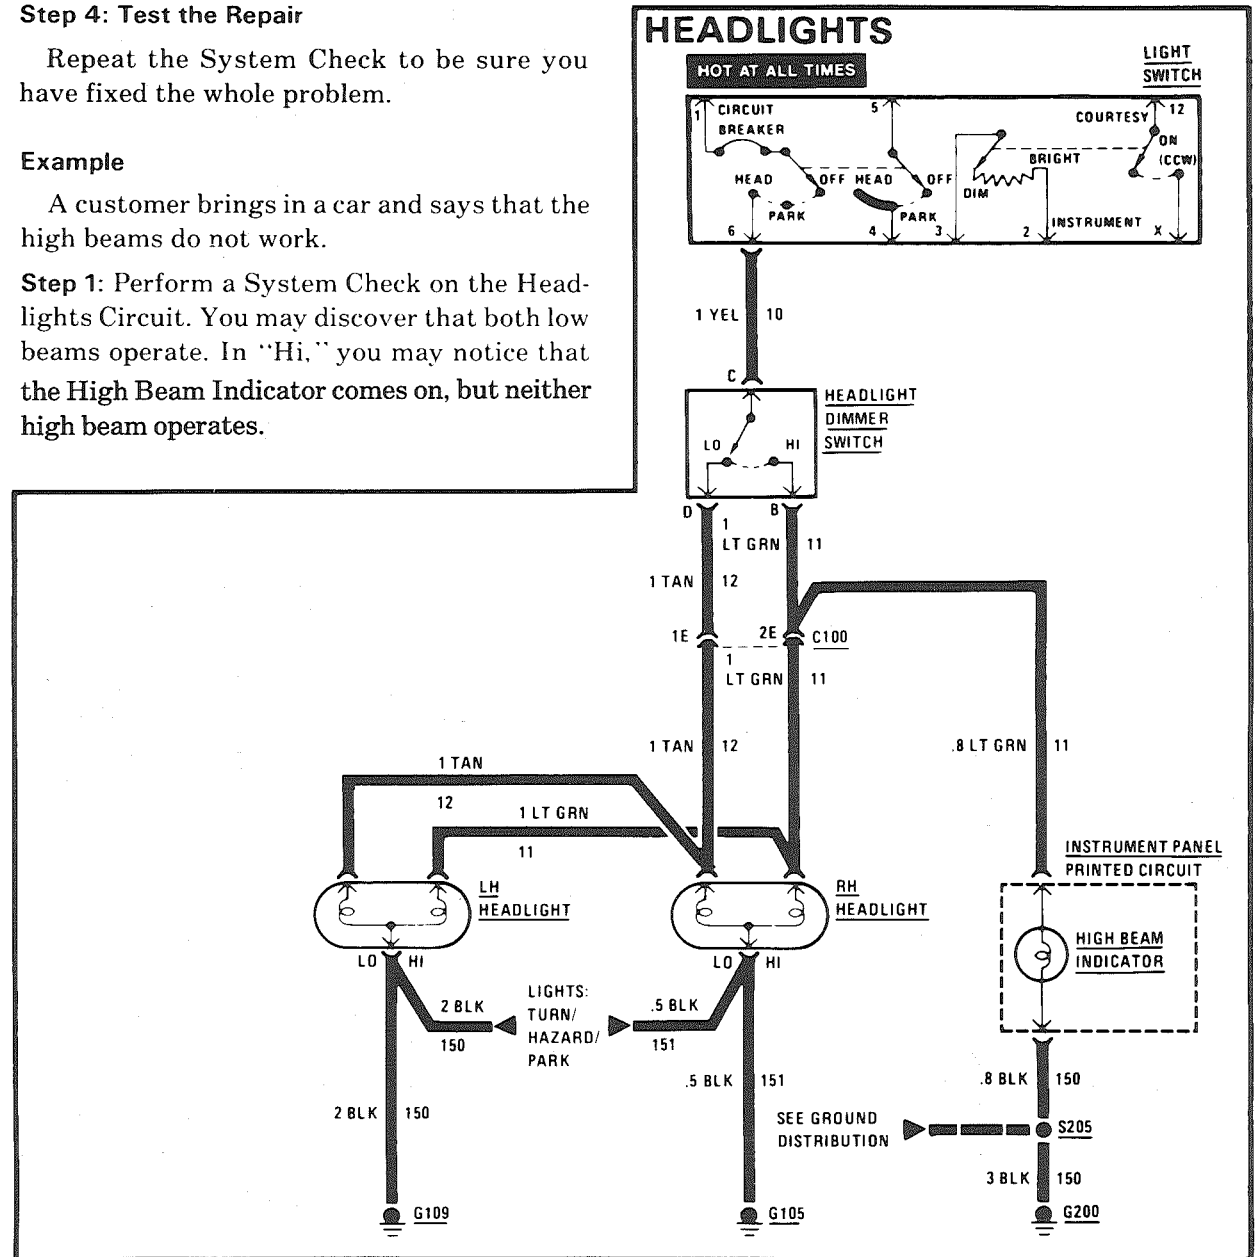 Step 4: Test the Repair
Repeat the System Check to be sure you
have fixed the whole problem.
Example
A customer brings in a car and says that the
high beams do not work.
Step 1: Perform a System Check on the Head-
lights Circuit. You may discover that both low
beams operate. In "Hi," you may notice that
the High Beam Indicator comes on, but neither
high beam operates.
HEADLIGHTS
HOT AT ALL TIMES
LIGHT
SWITCH
1
CIRCUIT
BREAKER
5
COURTESY
12
ON
(CCW)
BRIGHT
HEAD
OFF
HEAD
OFF
DIM
PARK
PARK
INSTRUMENT
6
4
3
2
X
1 YEL
10
C
HEADLIGHT
DIMMER
SWITCH
LO
HI
D
B
1
LT GRN
11
1 TAN
12
1E
2E
C100
1
LT GRN
11
1 TAN
12
.8 LT GRN
11
1 TAN
12
1 LT GRN
11
INSTRUMENT PANEL
PRINTED CIRCUIT
LH
HEADLIGHT
RH
HEADLIGHT
HIGH BEAM
INDICATOR
LO
HI
LO
HI
2 BLK
150
LIGHTS:
TURN/
HAZARD/
PARK
.5 BLK
151
.5 BLK
151
.8 BLK
150
2 BLK
150
SEE GROUND
DISTRIBUTION
S205
3 BLK
150
G109
G105
G200